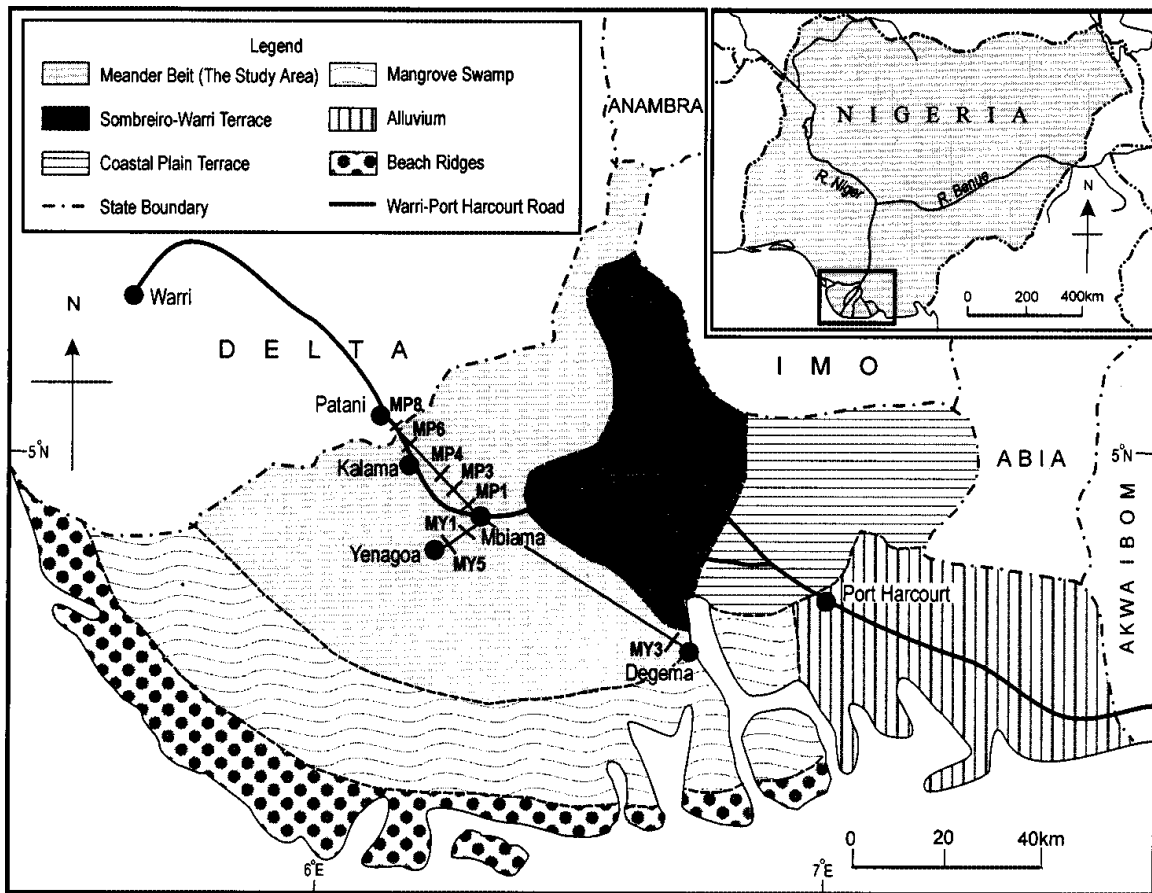 Legend
Meander Belt (The Study Area)
Mangrove Swamp
Sombreiro-Warri Terrace
Alluvium
Coastal Plain Terrace
Beach Ridges
State Boundary
Warri-Port Harcourt Road
ANAMBRA
NIGERIA
R. Niger
R. Benue
N
0 200 400km
Warri
N
DELTA
IMO
Patani
MP8
MP6
5°N
Kalama
MP4
MP3
MP1
ABIA
5°N
MY1
Mbiama
Yenagoa
MY5
AKWA IBOM
Port Harcourt
MY3
Degema
0 20 40km
6°E
7°E